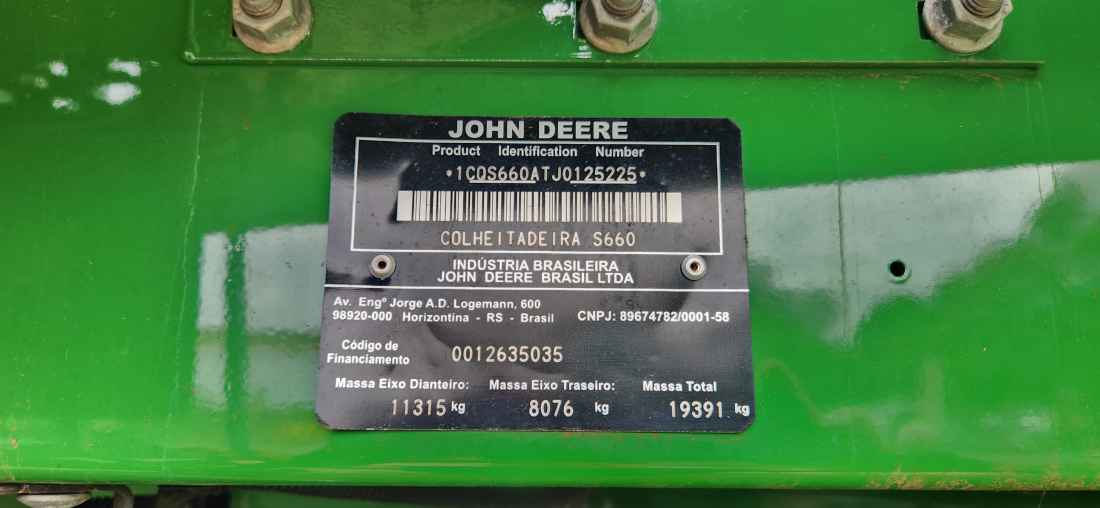 JOHN DEERE
Product Identification Number
*1CQS660ATJ0125225*
COLHEITADEIRA S660
INDÚSTRIA BRASILEIRA
JOHN DEERE BRASIL LTDA
Av. Engº Jorge A.D. Logemann, 600
98920-000 Horizontina - RS - Brasil CNPJ: 89674782/0001-58
Código de
Financiamento 0012635035
Massa Eixo Dianteiro: Massa Eixo Traseiro: Massa Total
11315 kg 8076 kg 19391 kg